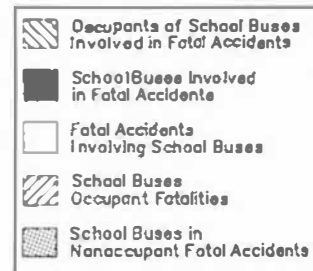 Occupants of School Buses
Involved in Fatal Accidents
School Buses Involved
in Fatal Accidents
Fatal Accidents
Involving School Buses
School Buses
Occupant Fatalities
School Buses in
Nonoccupant Fatal Accidents